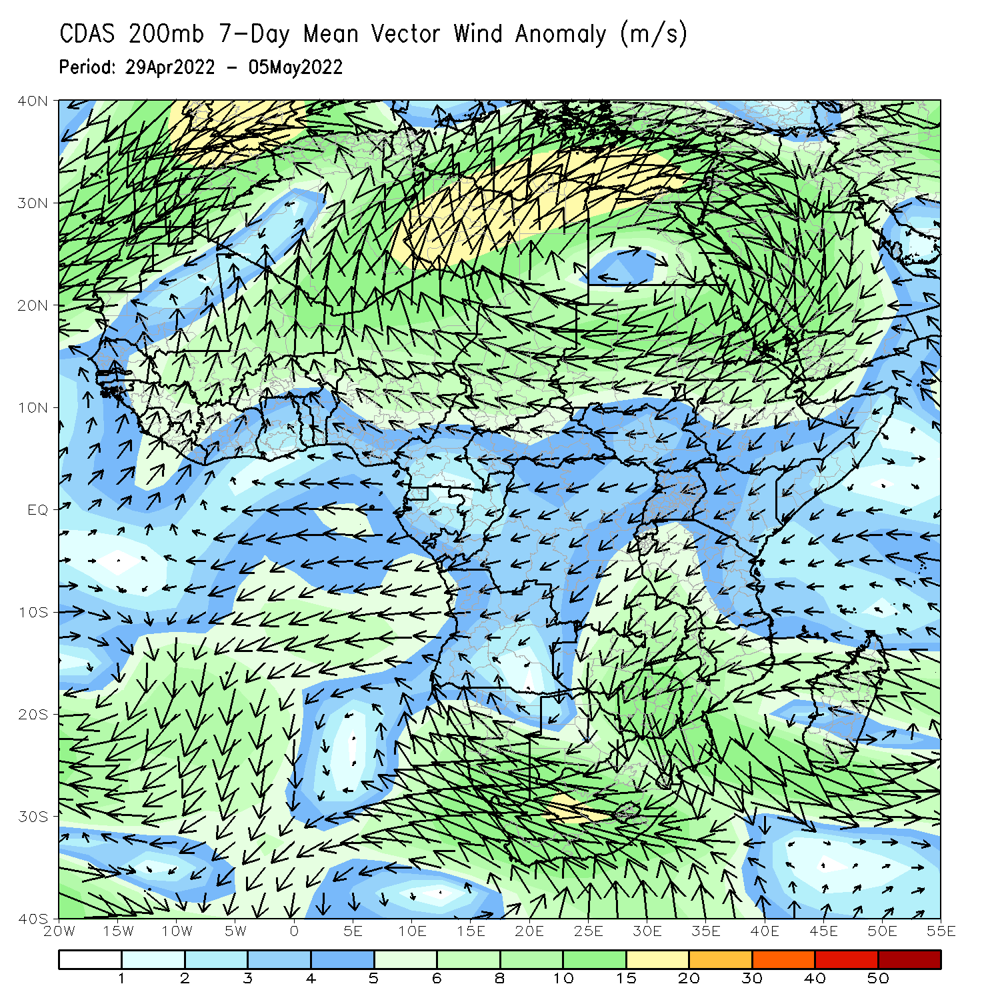 CDAS 200mb 7-Day Mean Vector Wind Anomaly (m/s)
Period: 29Apr2022 - 05May2022
40N
30N
20N
10N
EQ
10S
20S
30S
40S
20W 15W 10W 5W 0 5E 10E 15E 20E 25E 30E 35E 40E 45E 50E 55E
1 2 3 4 5 6 8 10 15 20 30 40 50